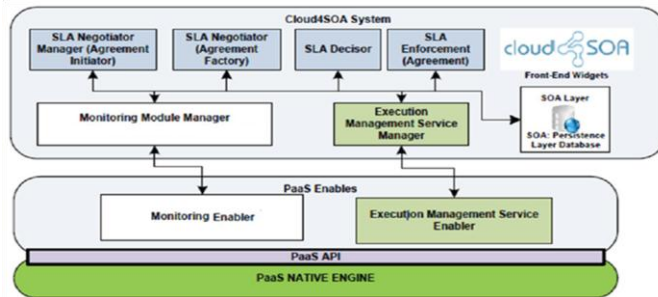 Cloud4SOA System
SLA Negotiator
Manager (Agreement
Initiator)
SLA Negotiator
(Agreement
Factory)
SLA Decisor
SLA
Enforcement
(Agreement)
cloud SOA
Front-End Widgets
Monitoring Module Manager
Execution
Management Service
Manager
SOA Layer
SOA: Persistence
Layer Database
PaaS Enables
Monitoring Enabler
Execution Management Service
Enabler
PaaS API
PaaS NATIVE ENGINE